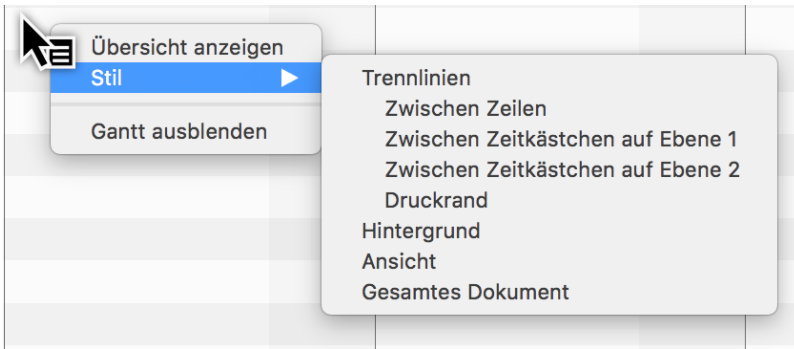 Übersicht anzeigen
Stil
Gantt ausblenden
Trennlinien
Zwischen Zeilen
Zwischen Zeitkästchen auf Ebene 1
Zwischen Zeitkästchen auf Ebene 2
Druckrand
Hintergrund
Ansicht
Gesamtes Dokument